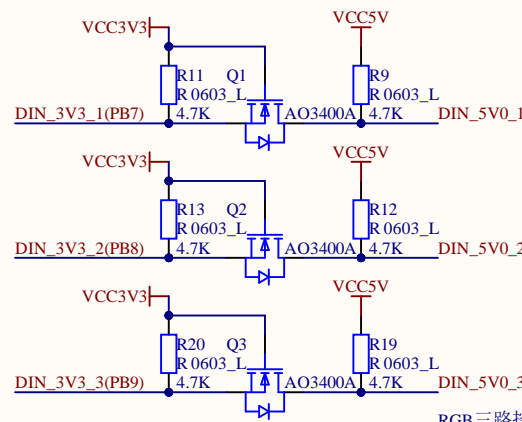 VCC3V3
VCC5V
R11
Q1
R9
R 0603_L
R 0603_L
DIN_3V3_1(PB7)
4.7K
AO3400A
4.7K
DIN_5V0_1
VCC3V3
VCC5V
R13
Q2
R12
R 0603_L
R 0603_L
DIN_3V3_2(PB8)
4.7K
AO3400A
4.7K
DIN_5V0_2
VCC3V3
VCC5V
R20
Q3
R19
R 0603_L
R 0603_L
DIN_3V3_3(PB9)
4.7K
AO3400A
4.7K
DIN_5V0_3
RGB三路